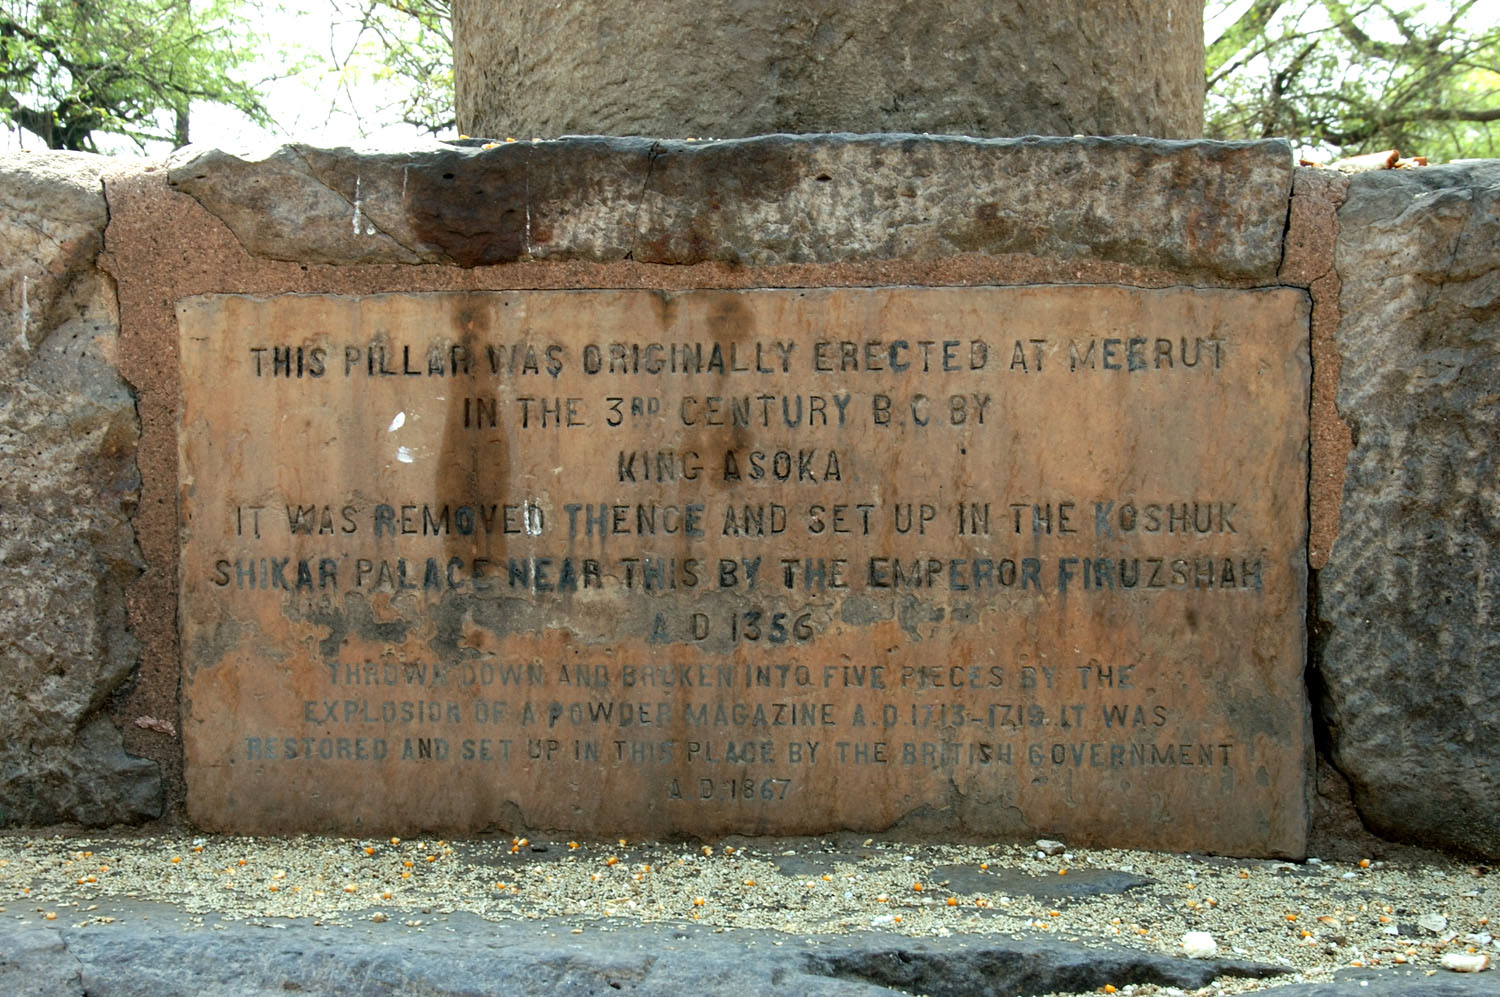 THIS PILLAR WAS ORIGINALLY ERECTED AT MEERUT
IN THE 3RD CENTURY B.C. BY
KING ASOKA
IT WAS REMOVED THENCE AND SET UP IN THE KOSHUK
SHIKAR PALACE NEAR THIS BY THE EMPEROR FIRUZSHAH
A.D 1356
THROWN DOWN AND BROKEN INTO FIVE PIECES BY THE
EXPLOSION OF A POWDER MAGAZINE A.D. 1713-1719. IT WAS
RESTORED AND SET UP IN THIS PLACE BY THE BRITISH GOVERNMENT
A.D. 1867